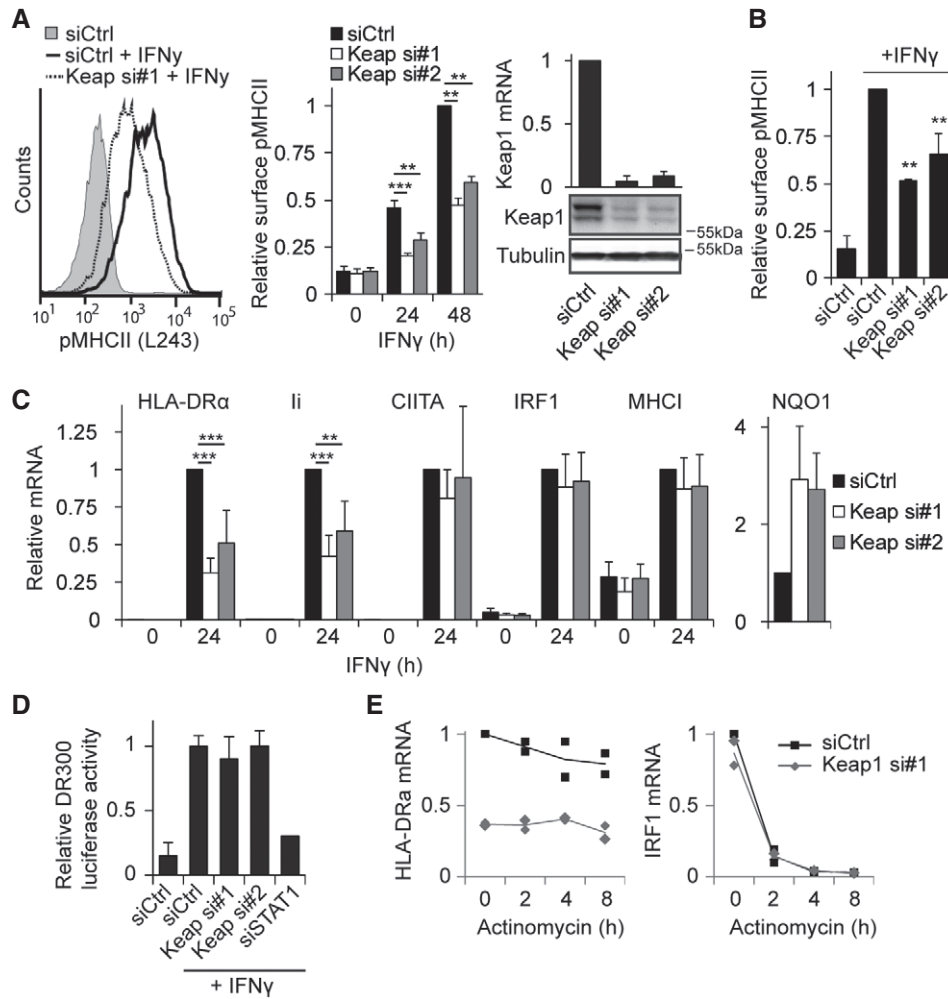 A
siCtrl
siCtrl + IFNγ
Keap si#1 + IFNγ
Counts
10¹ 10² 10³ 10⁴ 10⁵
pMHCII (L243)
siCtrl
Keap si#1
Keap si#2
Relative surface pMHCII
1
0.75
0.5
0.25
0
*** **
** **
0 24 48
IFNγ (h)
Keap1 mRNA
1
0.5
0
Keap1
–55kDa
Tubulin
–55kDa
siCtrl
Keap si#1
Keap si#2
B
+IFNγ
Relative surface pMHCII
1
0.75
0.5
0.25
0
**
**
siCtrl
siCtrl
Keap si#1
Keap si#2
C
HLA-DRα Ii CIITA IRF1 MHCI NQO1
Relative mRNA
1.25
1
0.75
0.5
0.25
0
***
***
**
***
0 24 0 24 0 24 0 24 0 24
IFNγ (h)
4
2
0
siCtrl
Keap si#1
Keap si#2
D
Relative DR300
luciferase activity
1
0.5
0
siCtrl
siCtrl
Keap si#1
Keap si#2
siSTAT1
+ IFNγ
E
HLA-DRa mRNA
1
0.5
0
0 2 4 8
Actinomycin (h)
IRF1 mRNA
1
0.5
0
0 2 4 8
Actinomycin (h)
siCtrl
Keap1 si#1